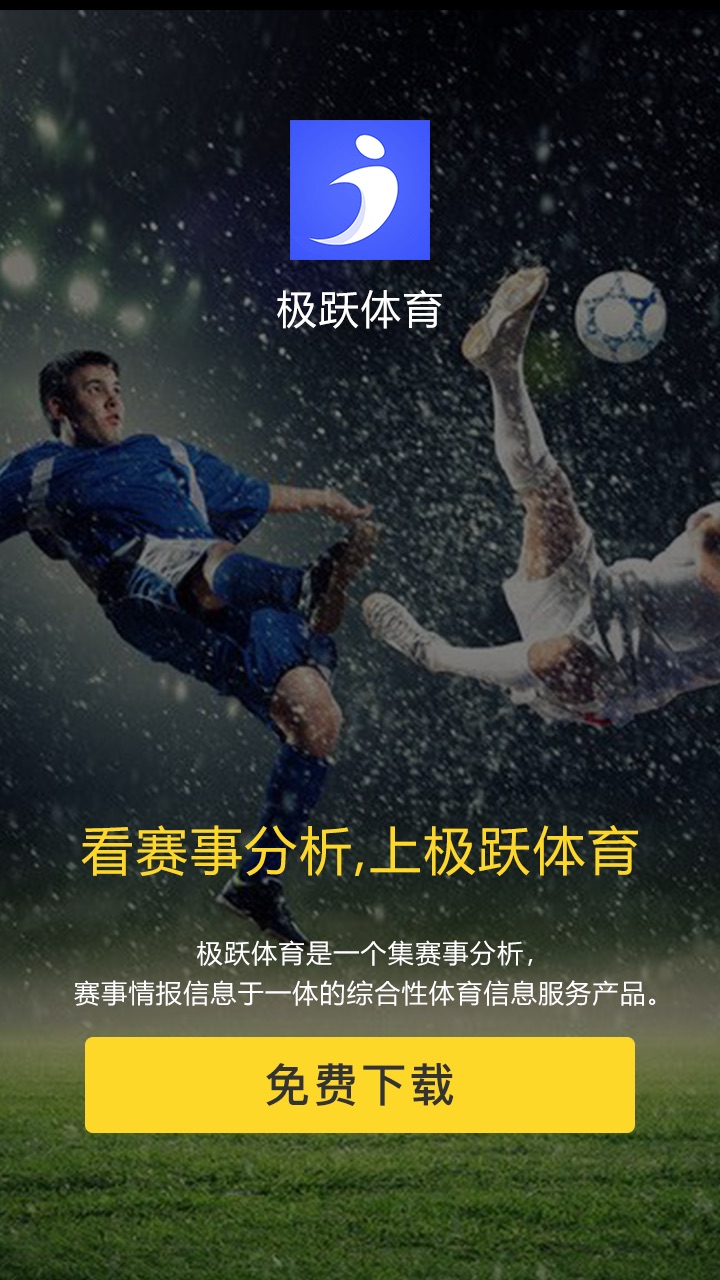 极跃体育
看赛事分析,上极跃体育
极跃体育是一个集赛事分析，
赛事情报信息于一体的综合性体育信息服务产品。
免费下载